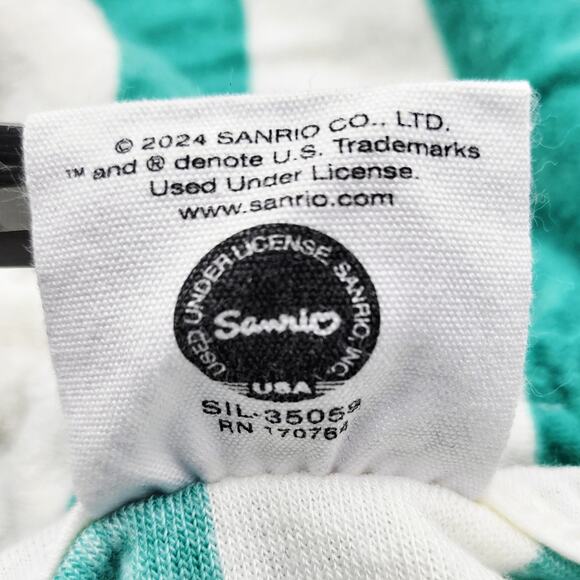 © 2024 SANRIO CO., LTD.
™ and ® denote U.S. Trademarks
Used Under License.
www.sanrio.com
USED UNDER LICENSE, SANRIO, INC.
Sanrio
USA
SIL-35059
RN 170764